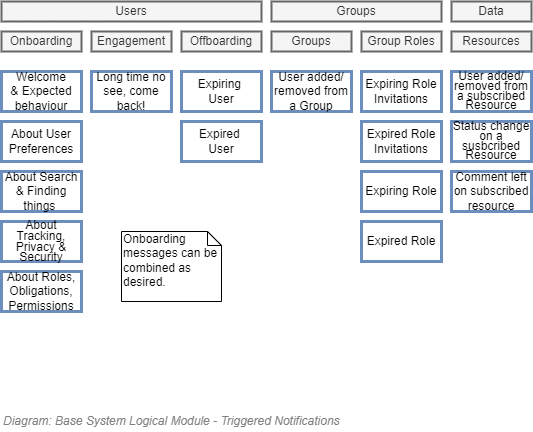 Users
Groups
Data
Onboarding
Engagement
Offboarding
Groups
Group Roles
Resources
Welcome
& Expected
behaviour
Long time no
see, come
back!
Expiring
User
User added/
removed from
a Group
Expiring Role
Invitations
User added/
removed from
a subscribed
Resource
About User
Preferences
Expired
User
Expired Role
Invitations
Status change
on a
susbcribed
Resource
About Search
& Finding
things
Expiring Role
Comment left
on subscribed
resource
About
Tracking,
Privacy &
Security
Expired Role
About Roles,
Obligations,
Permissions
Onboarding
messages can be
combined as
desired.
Diagram: Base System Logical Module - Triggered Notifications